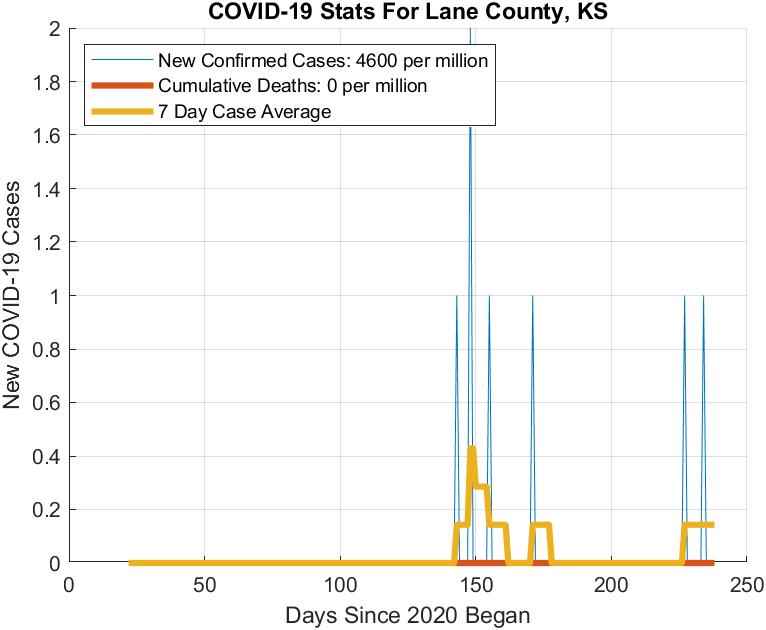 COVID-19 Stats For Lane County, KS
New Confirmed Cases: 4600 per million
Cumulative Deaths: 0 per million
7 Day Case Average
New COVID-19 Cases
2
1.8
1.6
1.4
1.2
1
0.8
0.6
0.4
0.2
0
0 50 100 150 200 250
Days Since 2020 Began